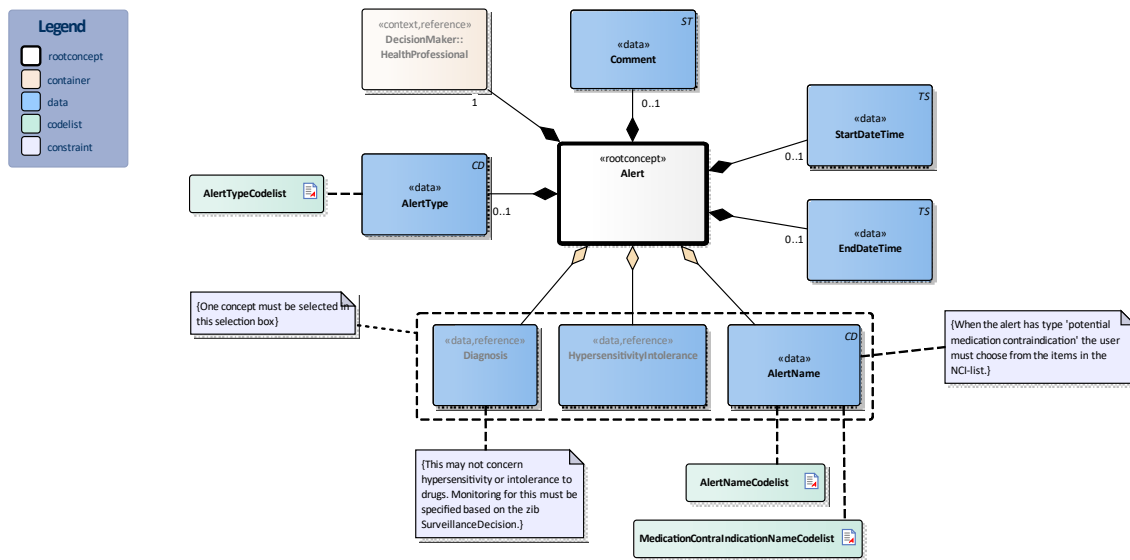 Legend
rootconcept
container
data
codelist
constraint
«context,reference»
DecisionMaker::
HealthProfessional
1
ST
«data»
Comment
0..1
TS
«data»
StartDateTime
0..1
«rootconcept»
Alert
CD
«data»
AlertType
0..1
AlertTypeCodelist
TS
«data»
EndDateTime
0..1
{One concept must be selected in
this selection box}
«data,reference»
Diagnosis
«data,reference»
HypersensitivityIntolerance
CD
«data»
AlertName
{When the alert has type 'potential
medication contraindication' the user
must choose from the items in the
NCI-list.}
{This may not concern
hypersensitivity or intolerance to
drugs. Monitoring for this must be
specified based on the zib
SurveillanceDecision.}
AlertNameCodelist
MedicationContraIndicationNameCodelist